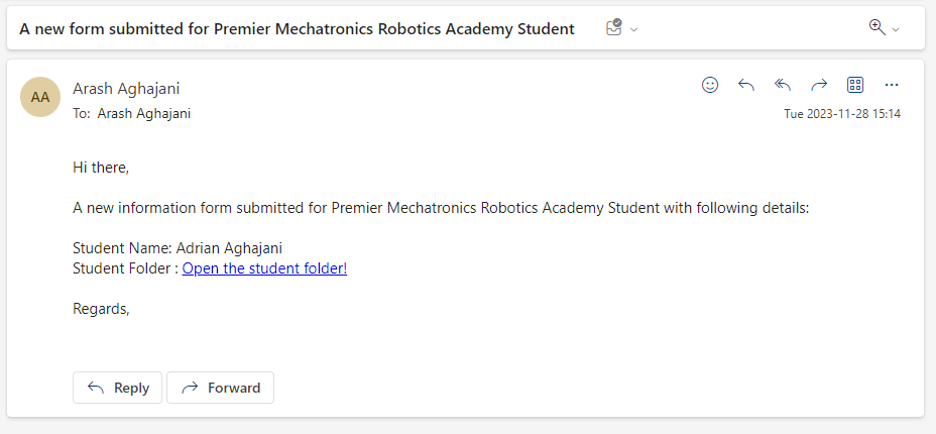 A new form submitted for Premier Mechatronics Robotics Academy Student
AA
Arash Aghajani
To: Arash Aghajani
Tue 2023-11-28 15:14
Hi there,
A new information form submitted for Premier Mechatronics Robotics Academy Student with following details:
Student Name: Adrian Aghajani
Student Folder : Open the student folder!
Regards,
Reply
Forward